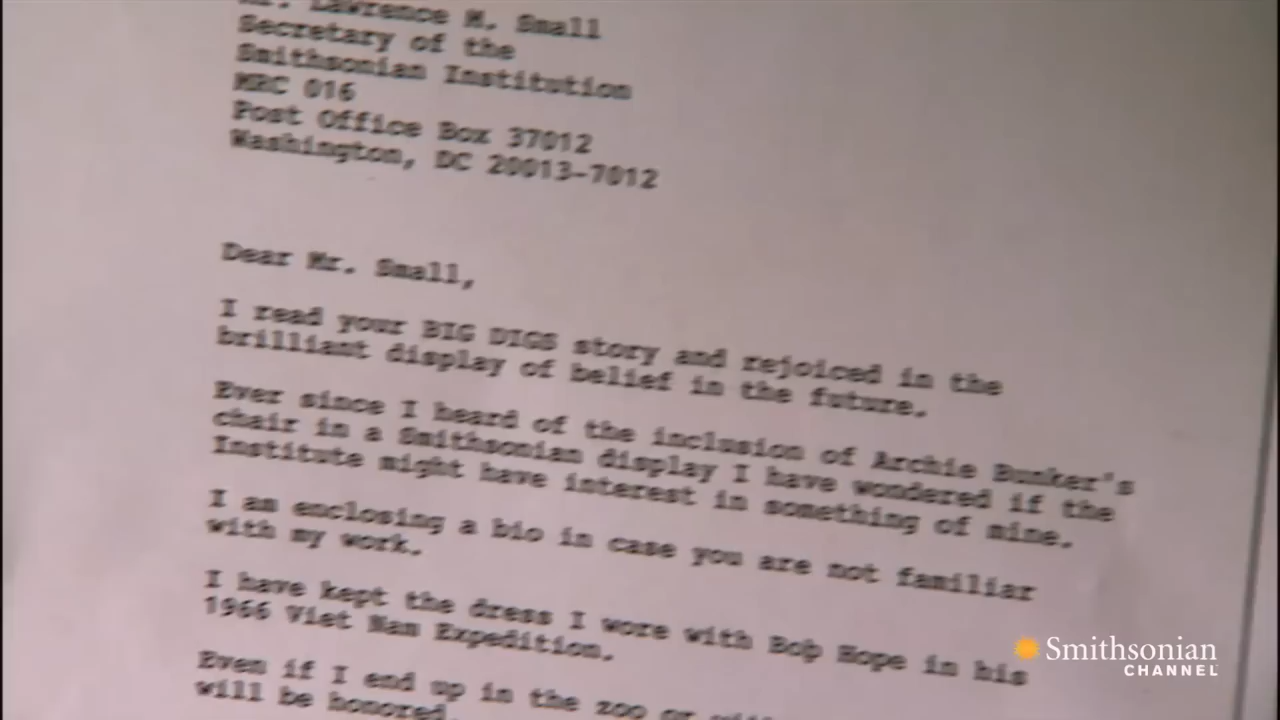 Mr. Lawrence M. Small
Secretary of the
Smithsonian Institution
MRC 016
Post Office Box 37012
Washington, DC 20013-7012
Dear Mr. Small,
I read your BIG DIGS story and rejoiced in the
brilliant display of belief in the future.
Ever since I heard of the inclusion of Archie Bunker's
chair in a Smithsonian display I have wondered if the
Institute might have interest in something of mine.
I am enclosing a bio in case you are not familiar
with my work.
I have kept the dress I wore with Bob Hope in his
1966 Viet Nam Expedition.
Even if I end up in the zoo or
will be honored.
Smithsonian
CHANNEL